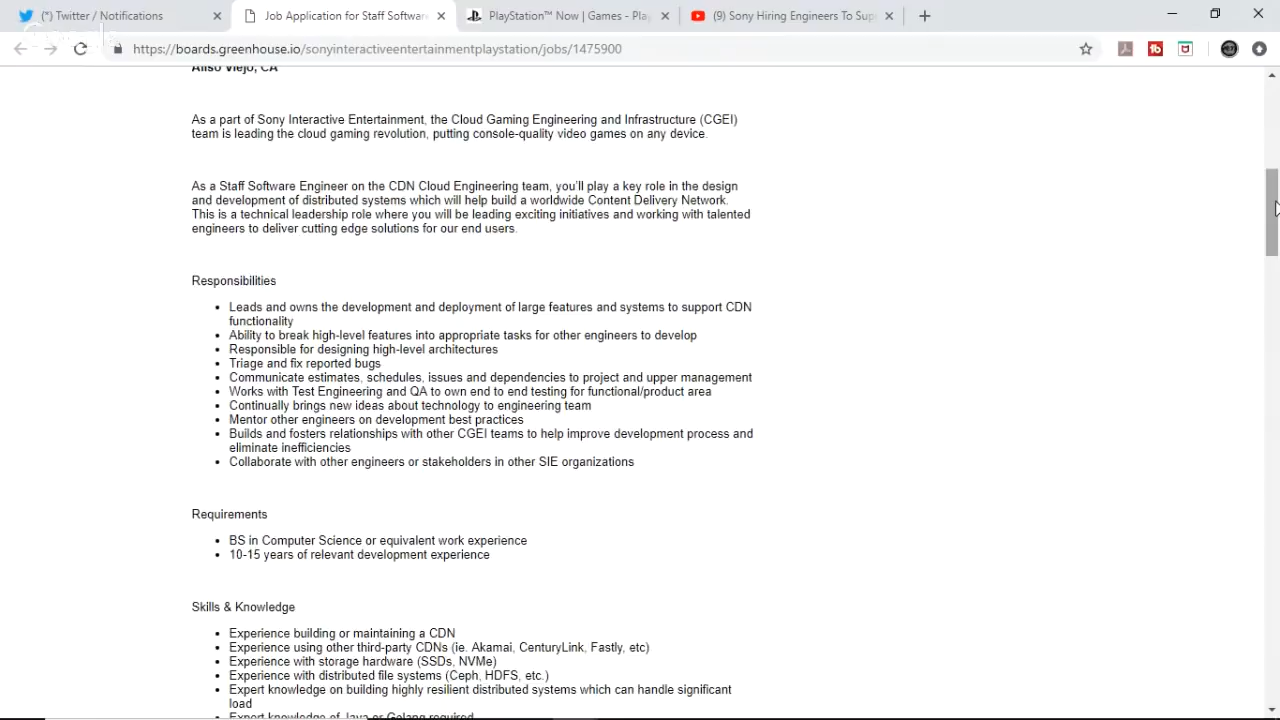 (*) Twitter / Notifications
Job Application for Staff Softwar
PlayStation™ Now | Games - Play
(9) Sony Hiring Engineers To Sup
https://boards.greenhouse.io/sonyinteractiveentertainmentplaystation/jobs/1475900
Aliso Viejo, CA
As a part of Sony Interactive Entertainment, the Cloud Gaming Engineering and Infrastructure (CGEI)
team is leading the cloud gaming revolution, putting console-quality video games on any device.
As a Staff Software Engineer on the CDN Cloud Engineering team, you'll play a key role in the design
and development of distributed systems which will help build a worldwide Content Delivery Network.
This is a technical leadership role where you will be leading exciting initiatives and working with talented
engineers to deliver cutting edge solutions for our end users.
Responsibilities
Leads and owns the development and deployment of large features and systems to support CDN
functionality
Ability to break high-level features into appropriate tasks for other engineers to develop
Responsible for designing high-level architectures
Triage and fix reported bugs
Communicate estimates, schedules, issues and dependencies to project and upper management
Works with Test Engineering and QA to own end to end testing for functional/product area
Continually brings new ideas about technology to engineering team
Mentor other engineers on development best practices
Builds and fosters relationships with other CGEI teams to help improve development process and
eliminate inefficiencies
Collaborate with other engineers or stakeholders in other SIE organizations
Requirements
BS in Computer Science or equivalent work experience
10-15 years of relevant development experience
Skills & Knowledge
Experience building or maintaining a CDN
Experience using other third-party CDNs (ie. Akamai, CenturyLink, Fastly, etc)
Experience with storage hardware (SSDs, NVMe)
Experience with distributed file systems (Ceph, HDFS, etc.)
Expert knowledge on building highly resilient distributed systems which can handle significant
load
Expert knowledge of Java or Golang required